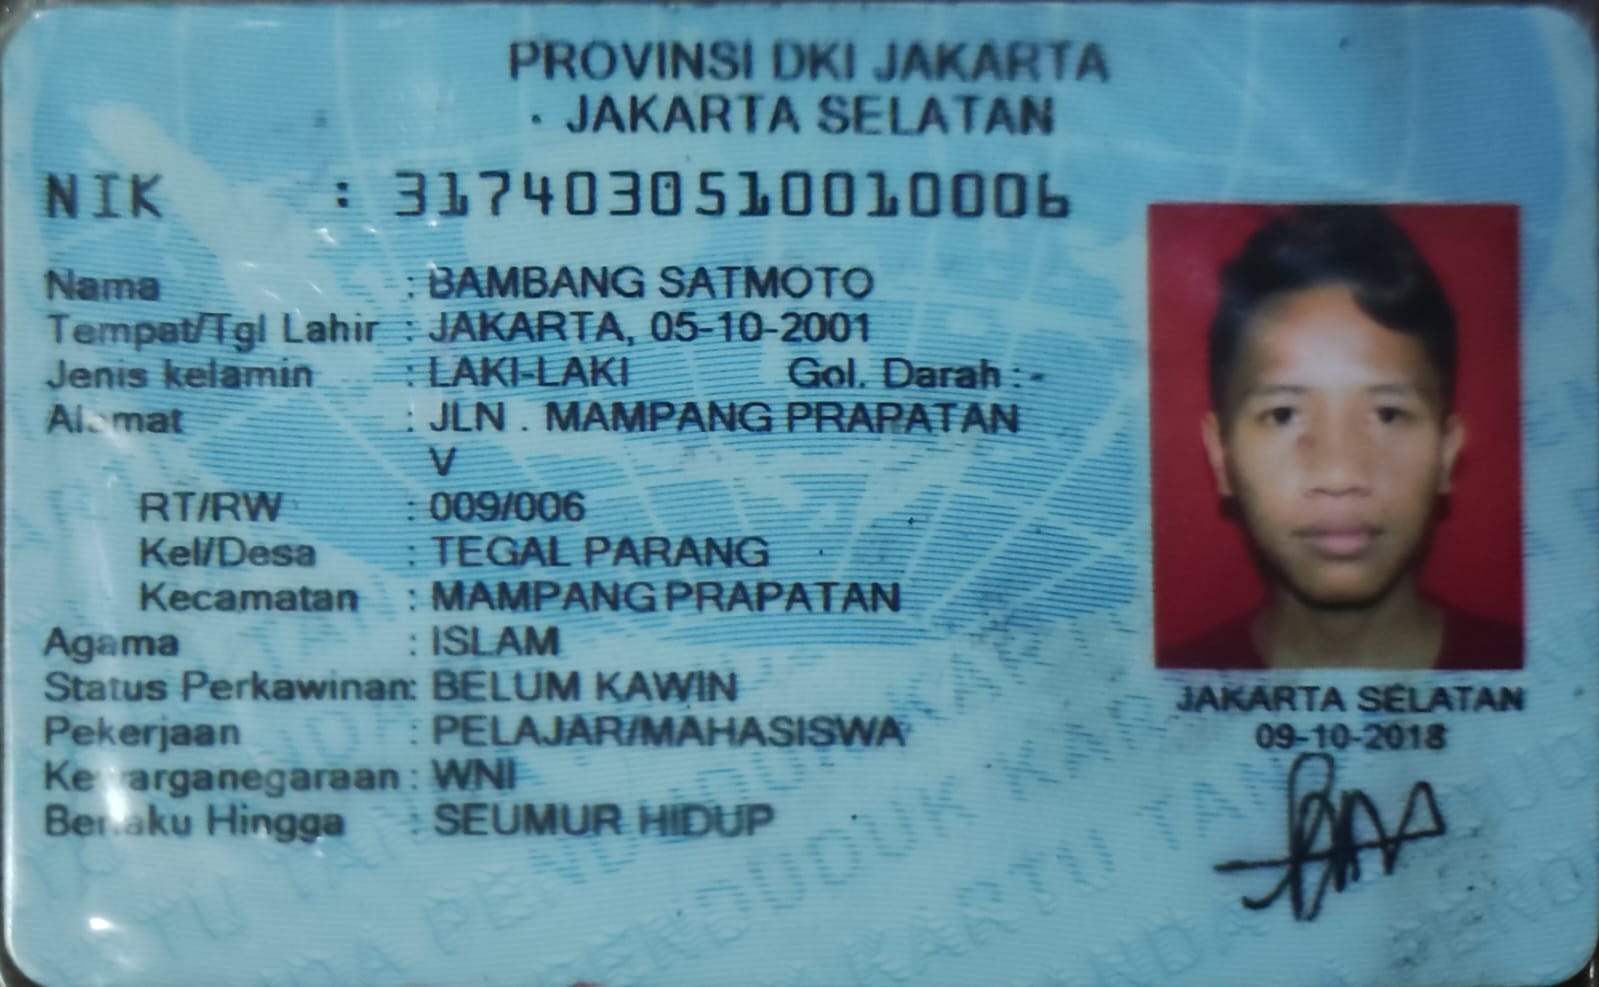 PROVINSI DKI JAKARTA
JAKARTA SELATAN
NIK : 3174030510010006
Nama : BAMBANG SATMOTO
Tempat/Tgl Lahir : JAKARTA, 05-10-2001
Jenis kelamin : LAKI-LAKI Gol. Darah : -
Alamat : JLN . MAMPANG PRAPATAN
V
RT/RW : 009/006
Kel/Desa : TEGAL PARANG
Kecamatan : MAMPANG PRAPATAN
Agama : ISLAM
Status Perkawinan: BELUM KAWIN
Pekerjaan : PELAJAR/MAHASISWA
Kewarganegaraan : WNI
Berlaku Hingga : SEUMUR HIDUP
JAKARTA SELATAN
09-10-2018